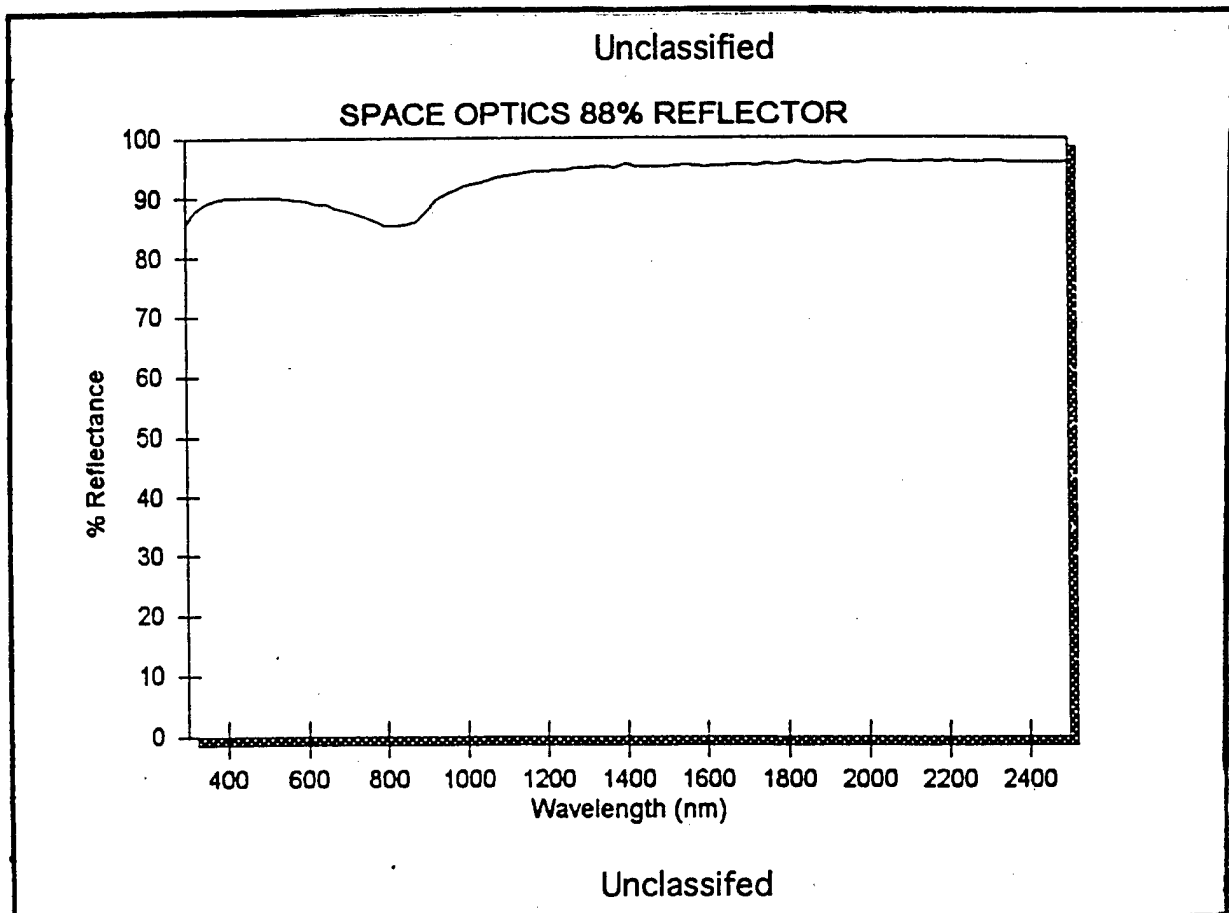 Unclassified
SPACE OPTICS 88% REFLECTOR
100
90
80
70
60
50
40
30
20
10
0
% Reflectance
400 600 800 1000 1200 1400 1600 1800 2000 2200 2400
Wavelength (nm)
Unclassifed